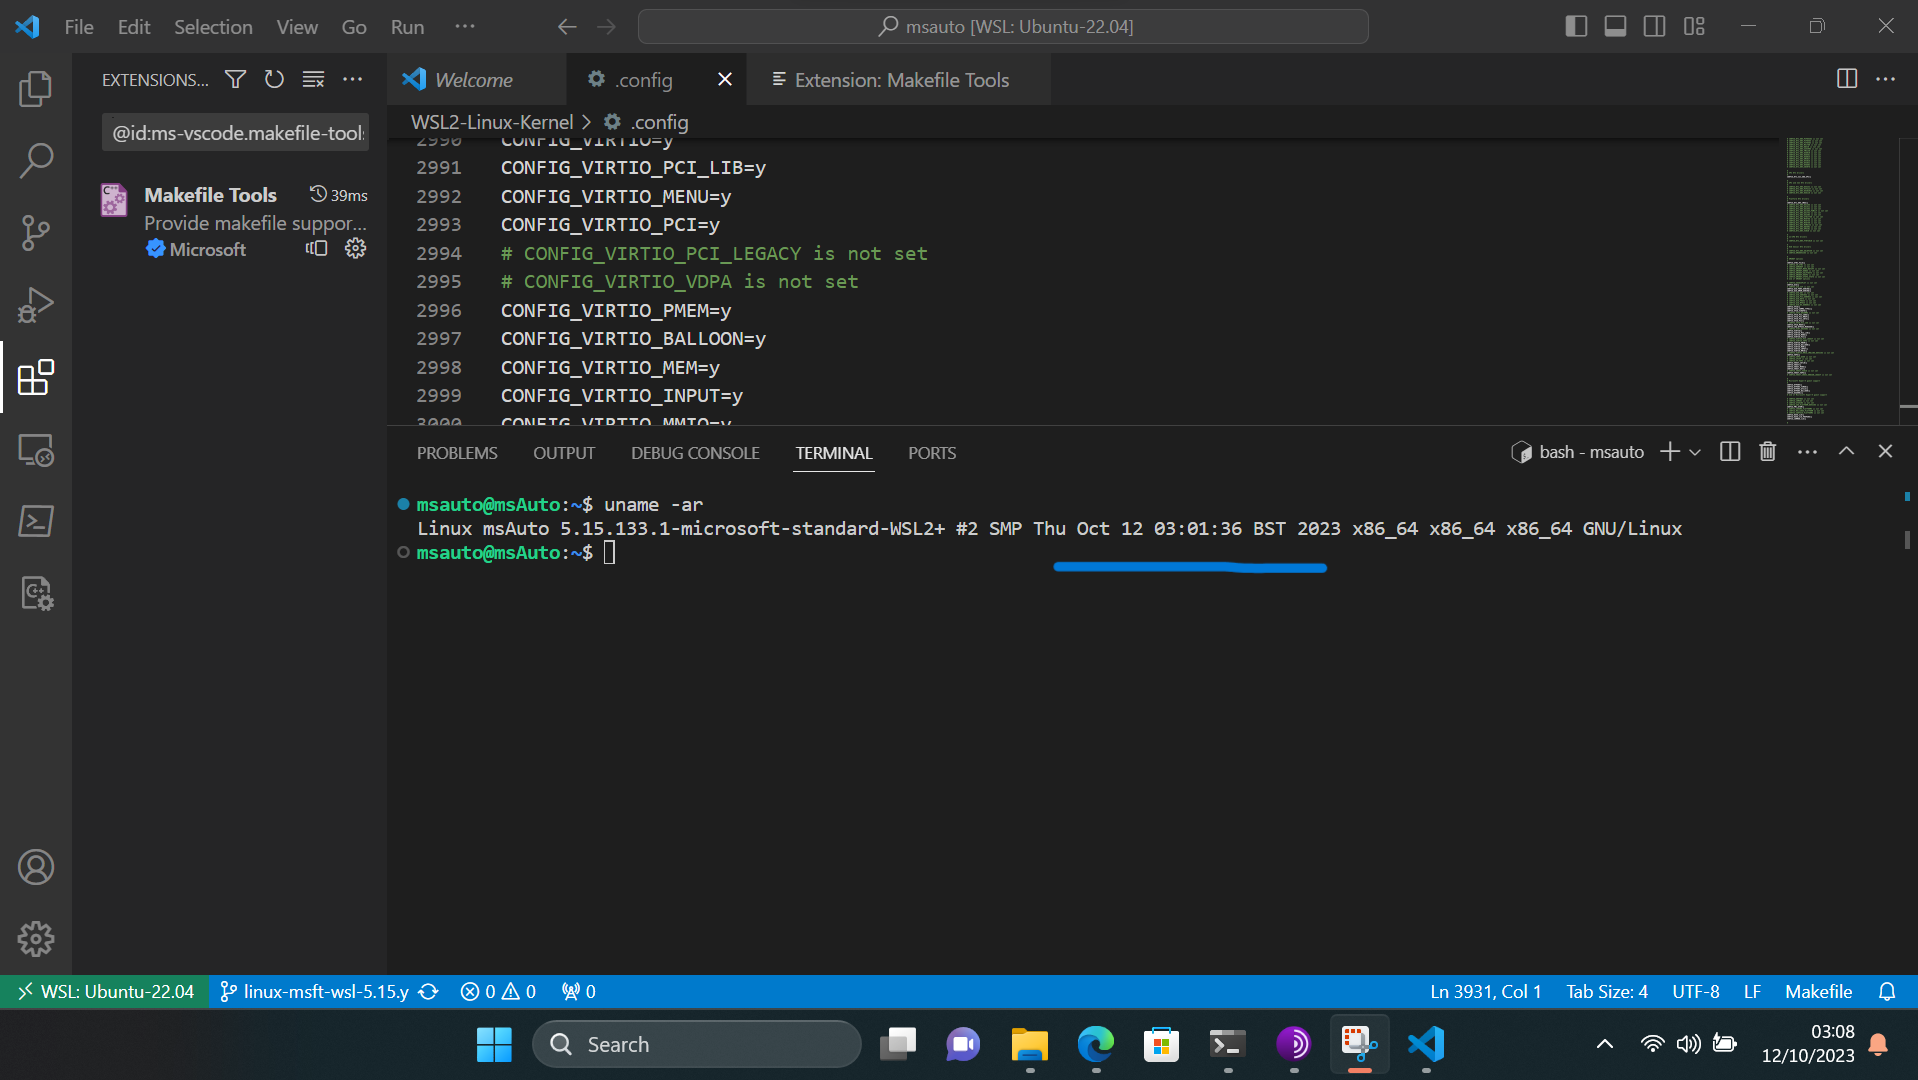 File Edit Selection View Go Run ···
msauto [WSL: Ubuntu-22.04]
EXTENSIONS...
Welcome
.config
Extension: Makefile Tools
@id:ms-vscode.makefile-tool
WSL2-Linux-Kernel > .config
Makefile Tools 39ms
Provide makefile suppor...
Microsoft
2990 CONFIG_VIRTIO=y
2991 CONFIG_VIRTIO_PCI_LIB=y
2992 CONFIG_VIRTIO_MENU=y
2993 CONFIG_VIRTIO_PCI=y
2994 # CONFIG_VIRTIO_PCI_LEGACY is not set
2995 # CONFIG_VIRTIO_VDPA is not set
2996 CONFIG_VIRTIO_PMEM=y
2997 CONFIG_VIRTIO_BALLOON=y
2998 CONFIG_VIRTIO_MEM=y
2999 CONFIG_VIRTIO_INPUT=y
3000 CONFIG_VIRTIO_MMIO=y
PROBLEMS OUTPUT DEBUG CONSOLE TERMINAL PORTS
bash - msauto
msauto@msAuto:~$ uname -ar
Linux msAuto 5.15.133.1-microsoft-standard-WSL2+ #2 SMP Thu Oct 12 03:01:36 BST 2023 x86_64 x86_64 x86_64 GNU/Linux
msauto@msAuto:~$
WSL: Ubuntu-22.04 linux-msft-wsl-5.15.y 0 0 0
Ln 3931, Col 1 Tab Size: 4 UTF-8 LF Makefile
Search
03:08
12/10/2023